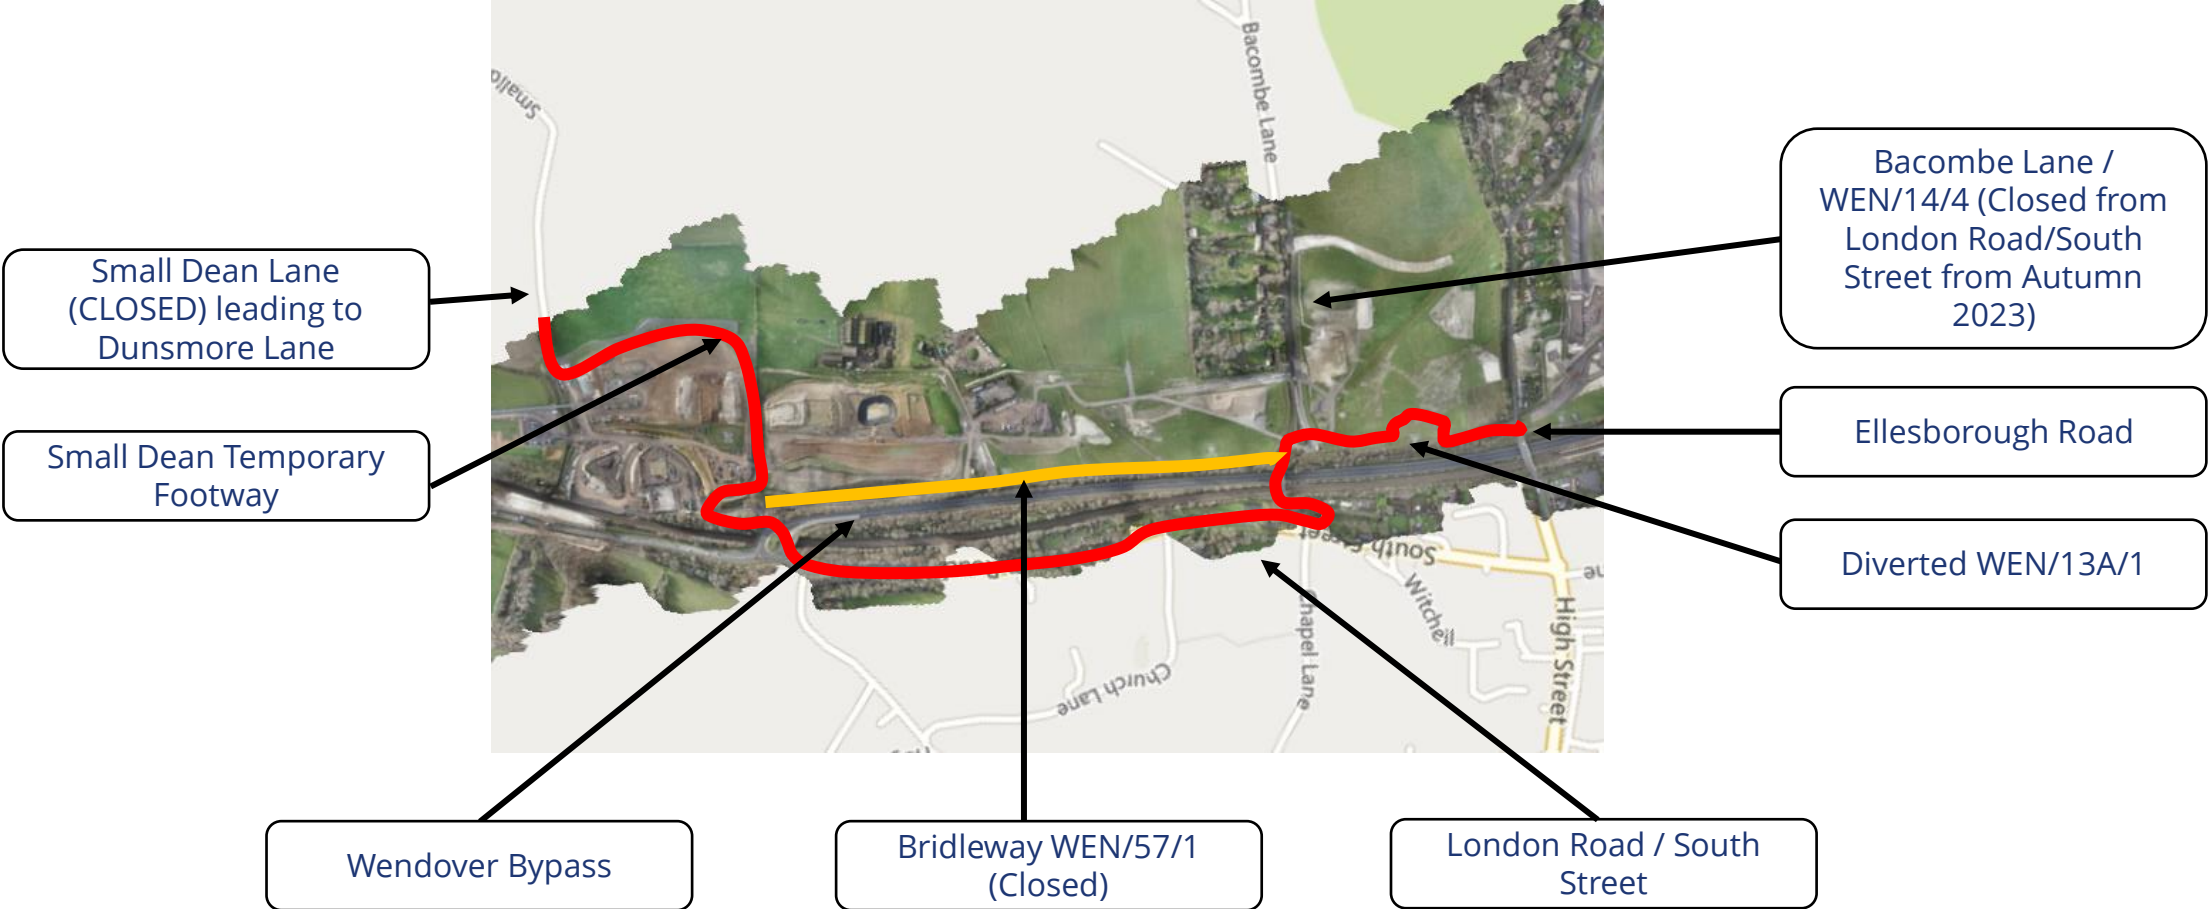 Bacombe Lane
Small Dean Lane
(CLOSED) leading to
Dunsmore Lane
Small Dean Temporary
Footway
Bacombe Lane /
WEN/14/4 (Closed from
London Road/South
Street from Autumn
2023)
Ellesborough Road
Diverted WEN/13A/1
South Street
Witchell
High Street
Chapel Lane
Church Lane
Wendover Bypass
Bridleway WEN/57/1
(Closed)
London Road / South
Street